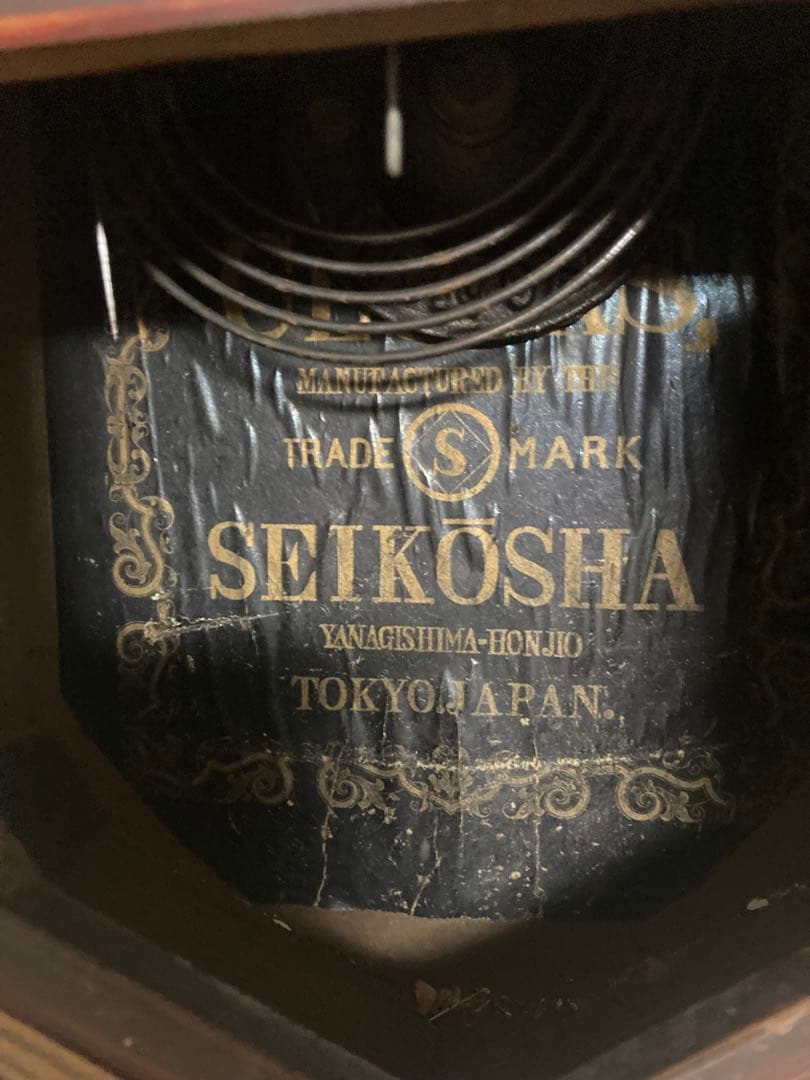 MANUFACTURED BY THE
TRADE S MARK
SEIKŌSHA
YANAGISHIMA-HONJIO
TOKYO.JAPAN.